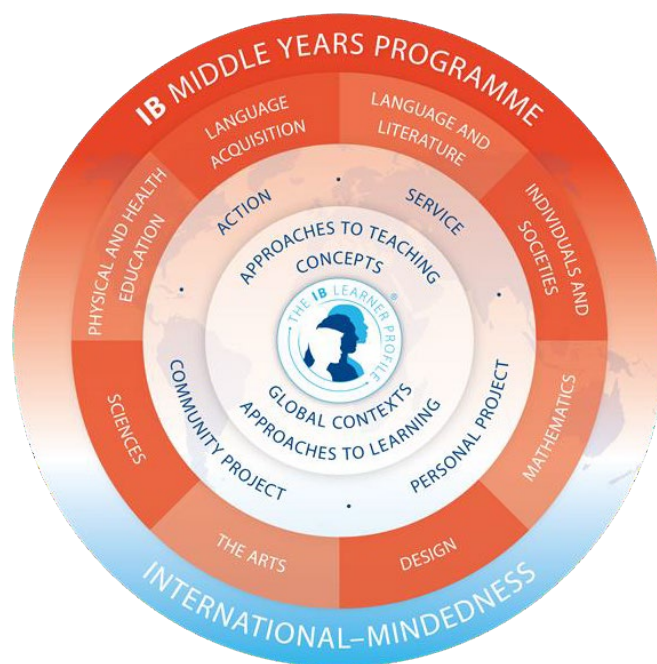 IB MIDDLE YEARS PROGRAMME
LANGUAGE
ACQUISITION
LANGUAGE AND
LITERATURE
PHYSICAL AND HEALTH
EDUCATION
INDIVIDUALS AND
SOCIETIES
SCIENCES
MATHEMATICS
THE ARTS
DESIGN
ACTION
SERVICE
COMMUNITY PROJECT
PERSONAL PROJECT
APPROACHES TO TEACHING
CONCEPTS
THE IB LEARNER PROFILE
®
GLOBAL CONTEXTS
APPROACHES TO LEARNING
INTERNATIONAL–MINDEDNESS